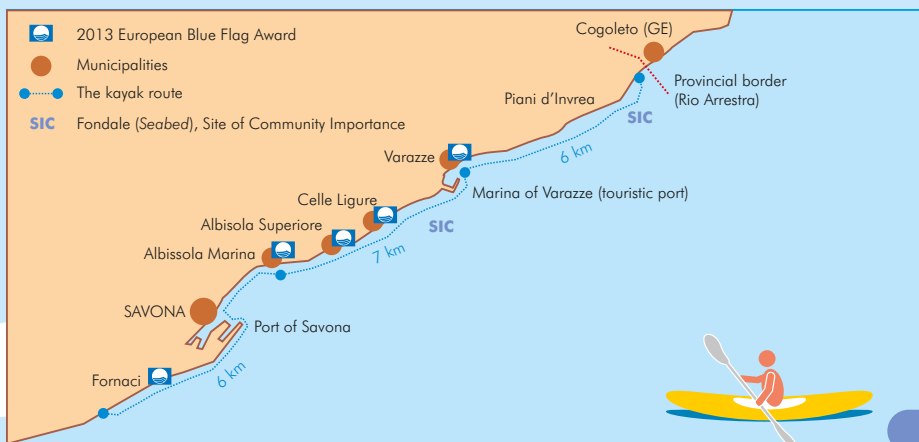 2013 European Blue Flag Award
Municipalities
The kayak route
SIC Fondale (Seabed), Site of Community Importance
Cogoleto (GE)
Provincial border
(Rio Arrestra)
Piani d'Invrea
SIC
6 km
Varazze
Marina of Varazze (touristic port)
Celle Ligure
SIC
Albisola Superiore
7 km
Albissola Marina
SAVONA
Port of Savona
Fornaci
6 km